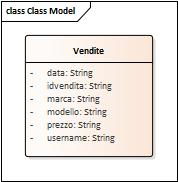 class Class Model
Vendite
- data: String
- idvendita: String
- marca: String
- modello: String
- prezzo: String
- username: String